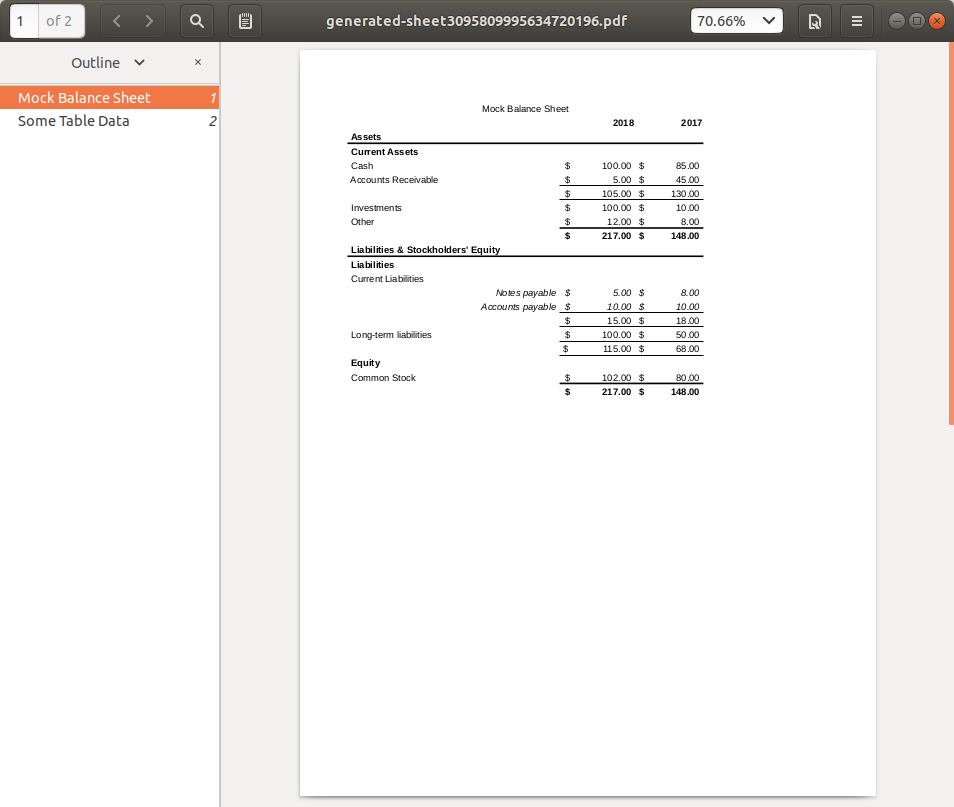 1 of 2 generated-sheet3095809995634720196.pdf 70.66%
Outline
Mock Balance Sheet 1
Some Table Data 2
Mock Balance Sheet
2018 2017
Assets
Current Assets
Cash $ 100.00 $ 85.00
Accounts Receivable $ 5.00 $ 45.00
$ 105.00 $ 130.00
Investments $ 100.00 $ 10.00
Other $ 12.00 $ 8.00
$ 217.00 $ 148.00
Liabilities & Stockholders' Equity
Liabilities
Current Liabilities
Notes payable $ 5.00 $ 8.00
Accounts payable $ 10.00 $ 10.00
$ 15.00 $ 18.00
Long-term liabilities $ 100.00 $ 50.00
$ 115.00 $ 68.00
Equity
Common Stock $ 102.00 $ 80.00
$ 217.00 $ 148.00